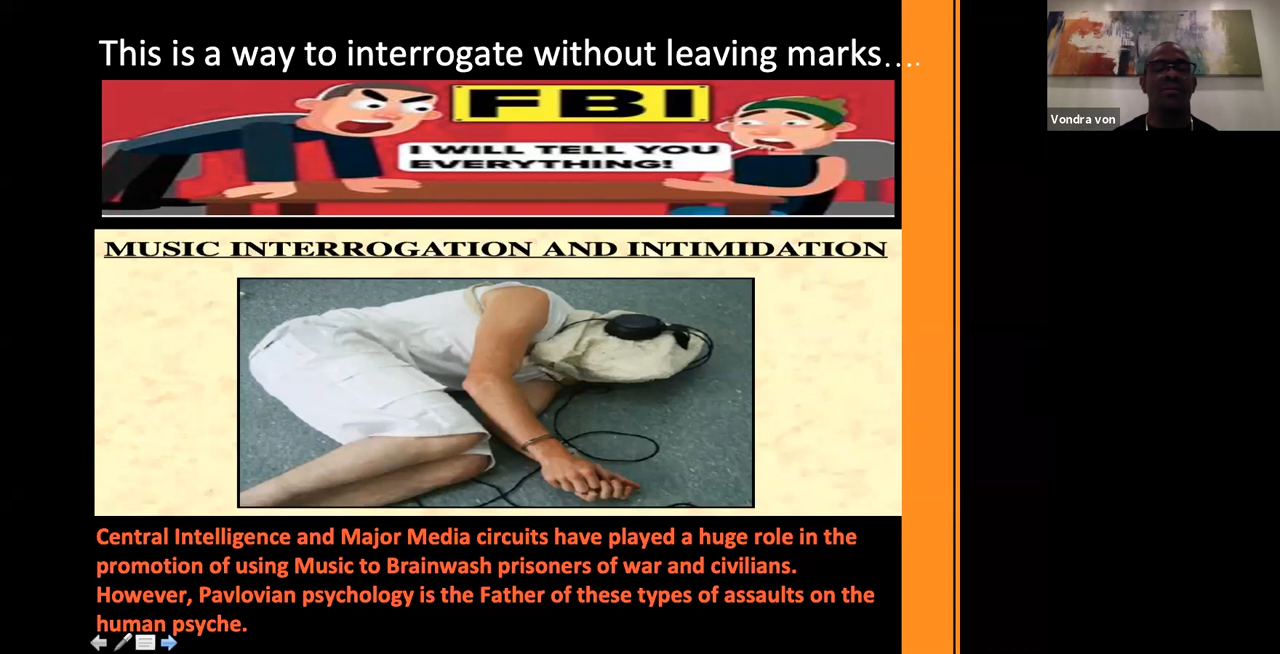 This is a way to interrogate without leaving marks....
FBI
I WILL TELL YOU
EVERYTHING!
MUSIC INTERROGATION AND INTIMIDATION
Central Intelligence and Major Media circuits have played a huge role in the
promotion of using Music to Brainwash prisoners of war and civilians.
However, Pavlovian psychology is the Father of these types of assaults on the
human psyche.
Vondra von